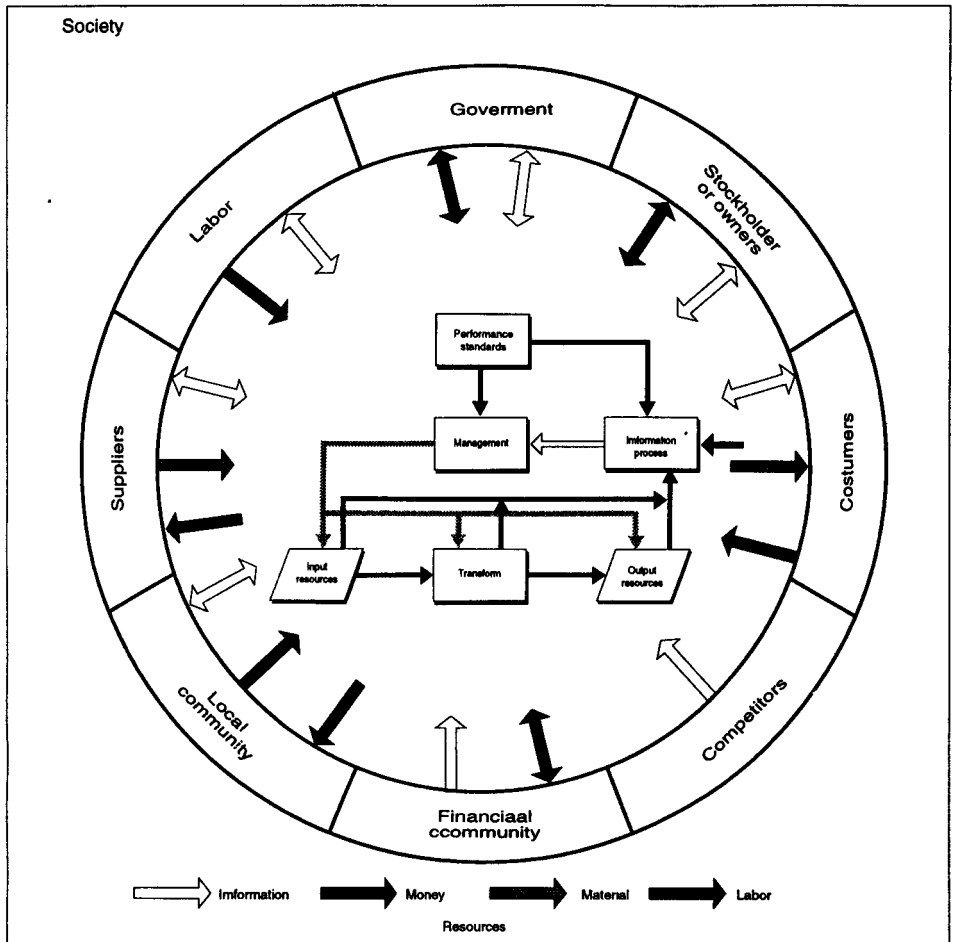 Society
Goverment
Labor
Stockholder
or owners
Suppliers
Costumers
Performance
standards
Management
Imformation
process
Input
resources
Transform
Output
resources
Local
community
Competitors
Financiaal
ccommunity
Imformation
Money
Material
Labor
Resources